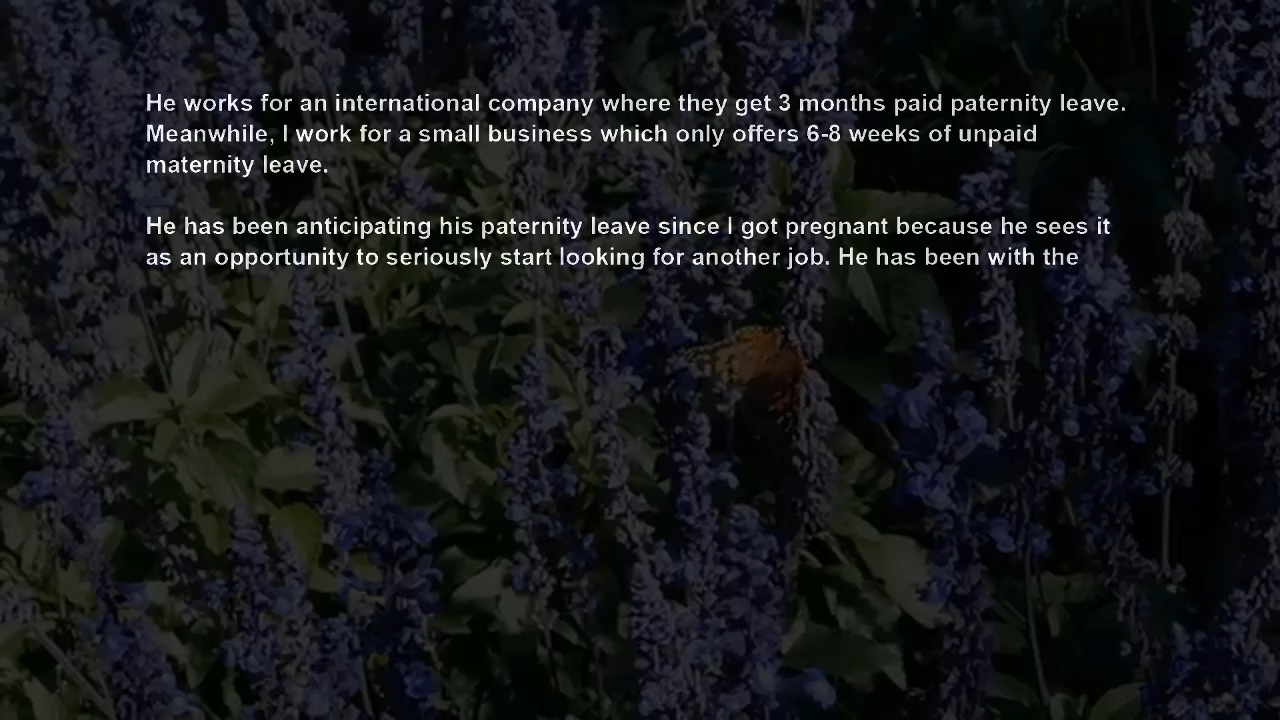 He works for an international company where they get 3 months paid paternity leave.
Meanwhile, I work for a small business which only offers 6-8 weeks of unpaid
maternity leave.
He has been anticipating his paternity leave since I got pregnant because he sees it
as an opportunity to seriously start looking for another job. He has been with the